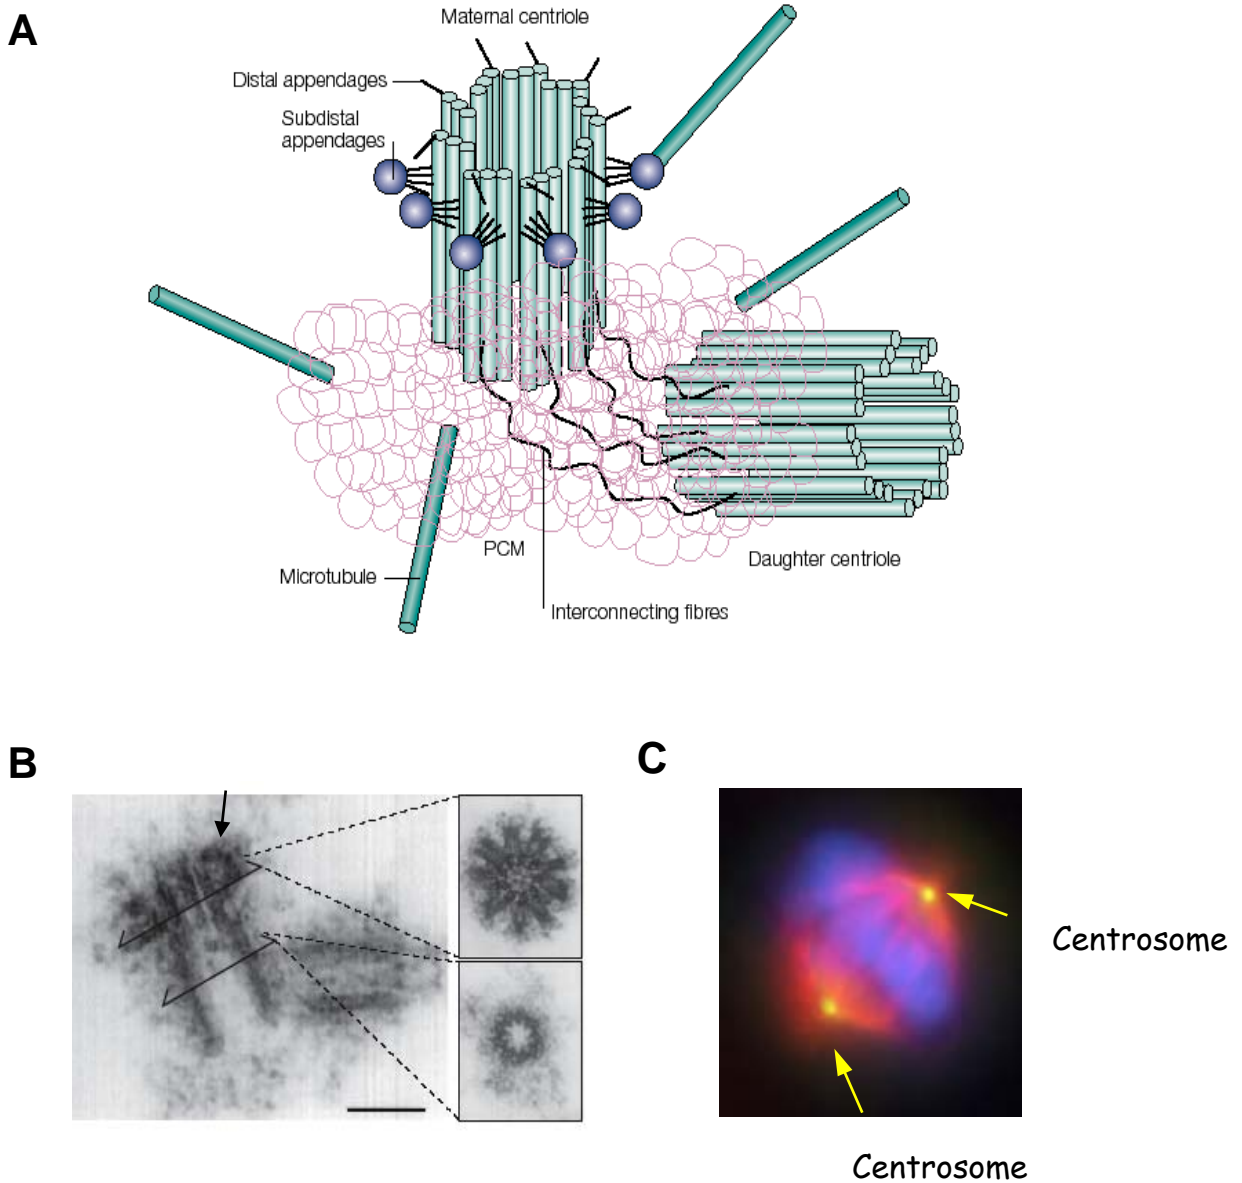 A
Maternal centriole
Distal appendages
Subdistal
appendages
PCM
Daughter centriole
Microtubule
Interconnecting fibres
B
C
Centrosome
Centrosome